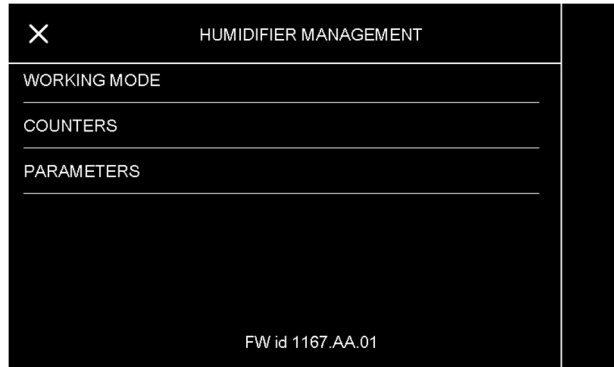 HUMIDIFIER MANAGEMENT
WORKING MODE
COUNTERS
PARAMETERS
FW id 1167.AA.01